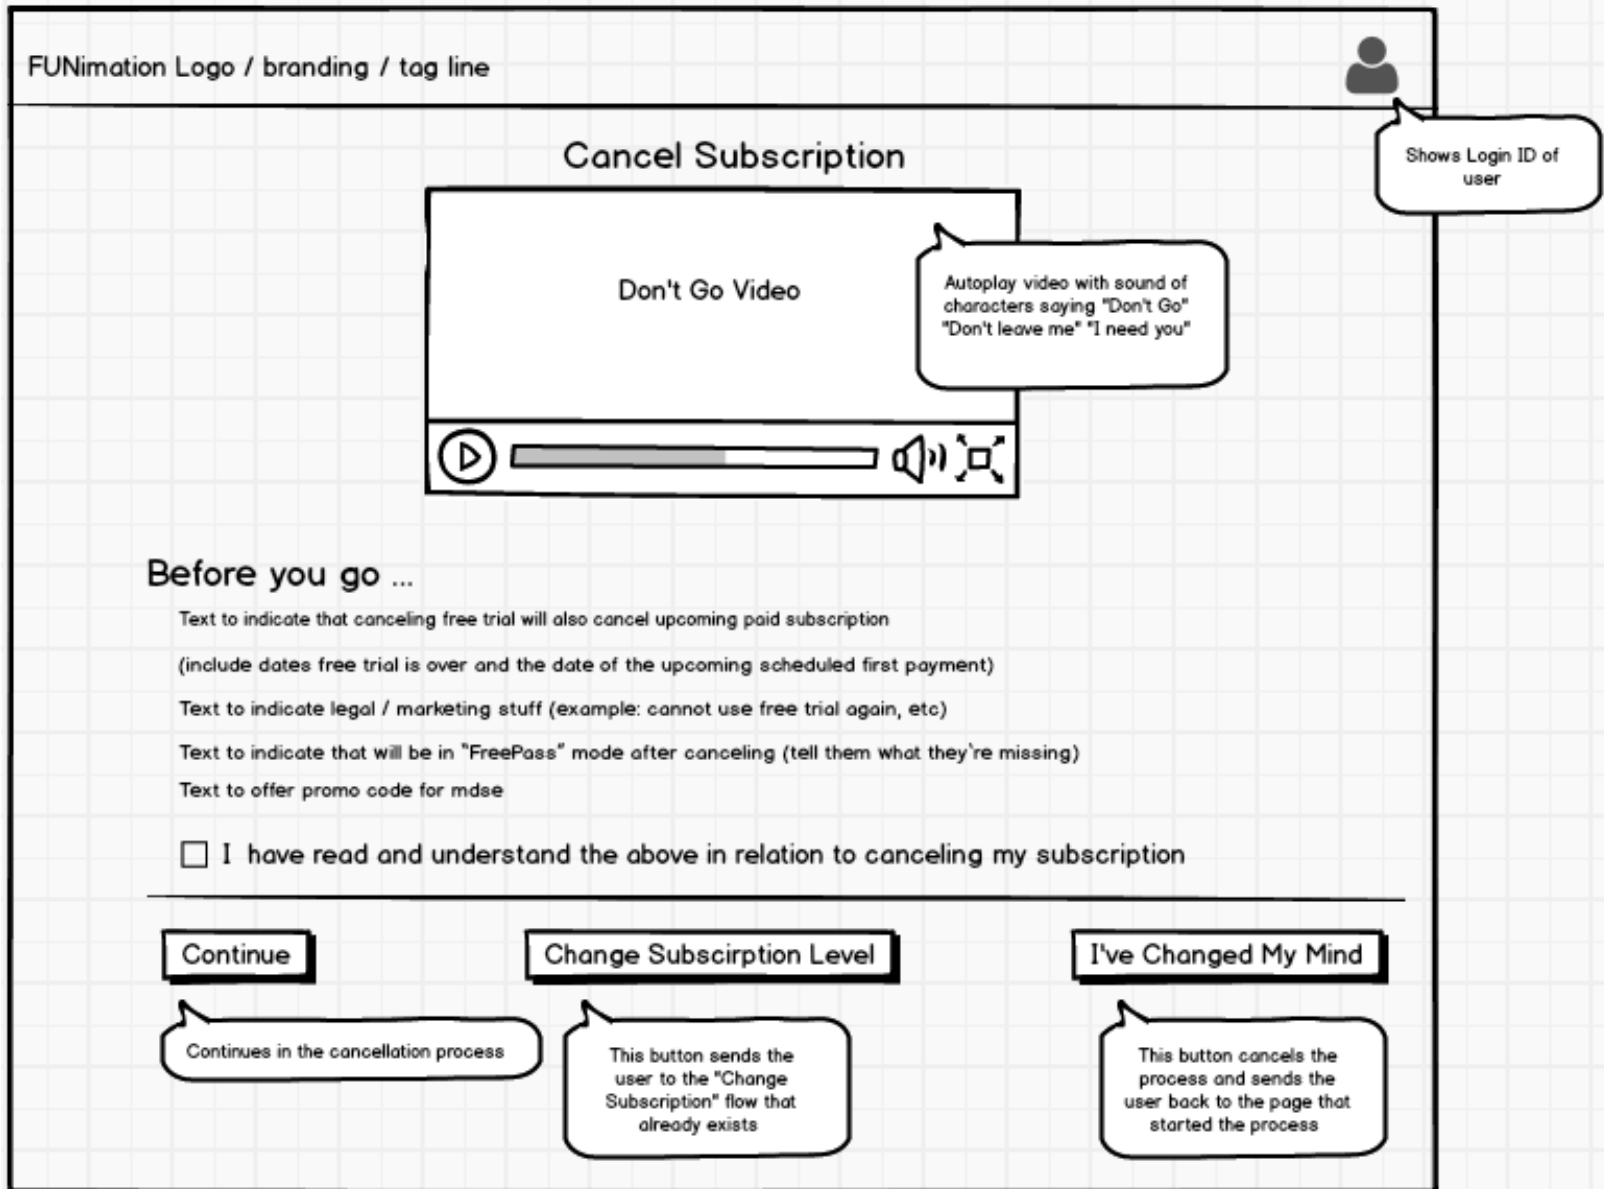 FUNimation Logo / branding / tag line
Shows Login ID of
user
Cancel Subscription
Don't Go Video
Autoplay video with sound of
characters saying "Don't Go"
"Don't leave me" "I need you"
Before you go ...
Text to indicate that canceling free trial will also cancel upcoming paid subscription
(include dates free trial is over and the date of the upcoming scheduled first payment)
Text to indicate legal / marketing stuff (example: cannot use free trial again, etc)
Text to indicate that will be in "FreePass" mode after canceling (tell them what they're missing)
Text to offer promo code for mdse
I have read and understand the above in relation to canceling my subscription
Continue
Change Subscirption Level
I've Changed My Mind
Continues in the cancellation process
This button sends the
user to the "Change
Subscription" flow that
already exists
This button cancels the
process and sends the
user back to the page that
started the process